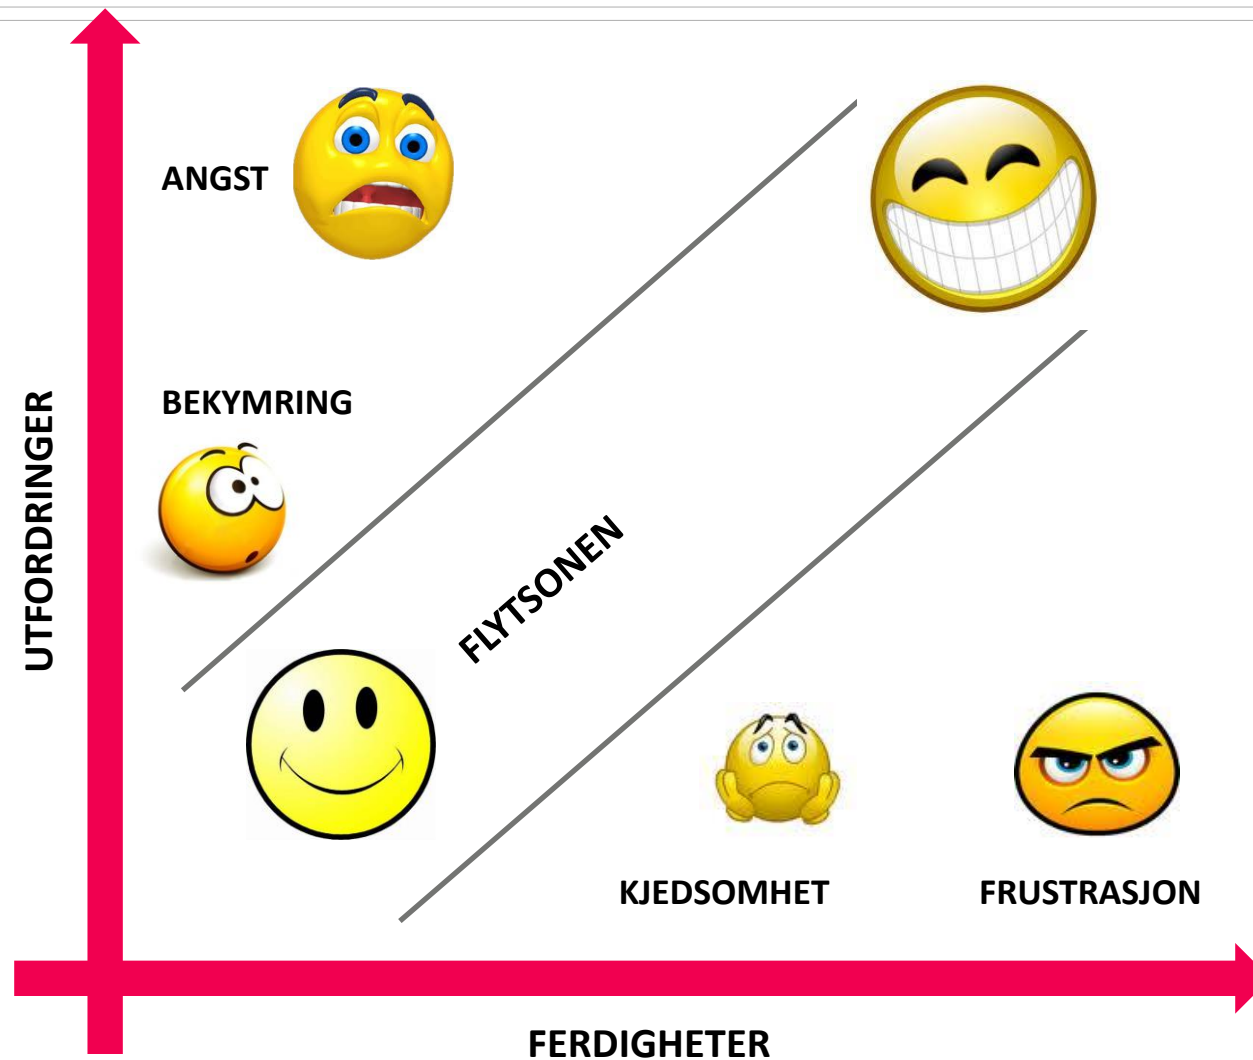 ANGST
BEKYMRING
UTFORDRINGER
FLYTSONEN
KJEDSOMHET
FRUSTRASJON
FERDIGHETER